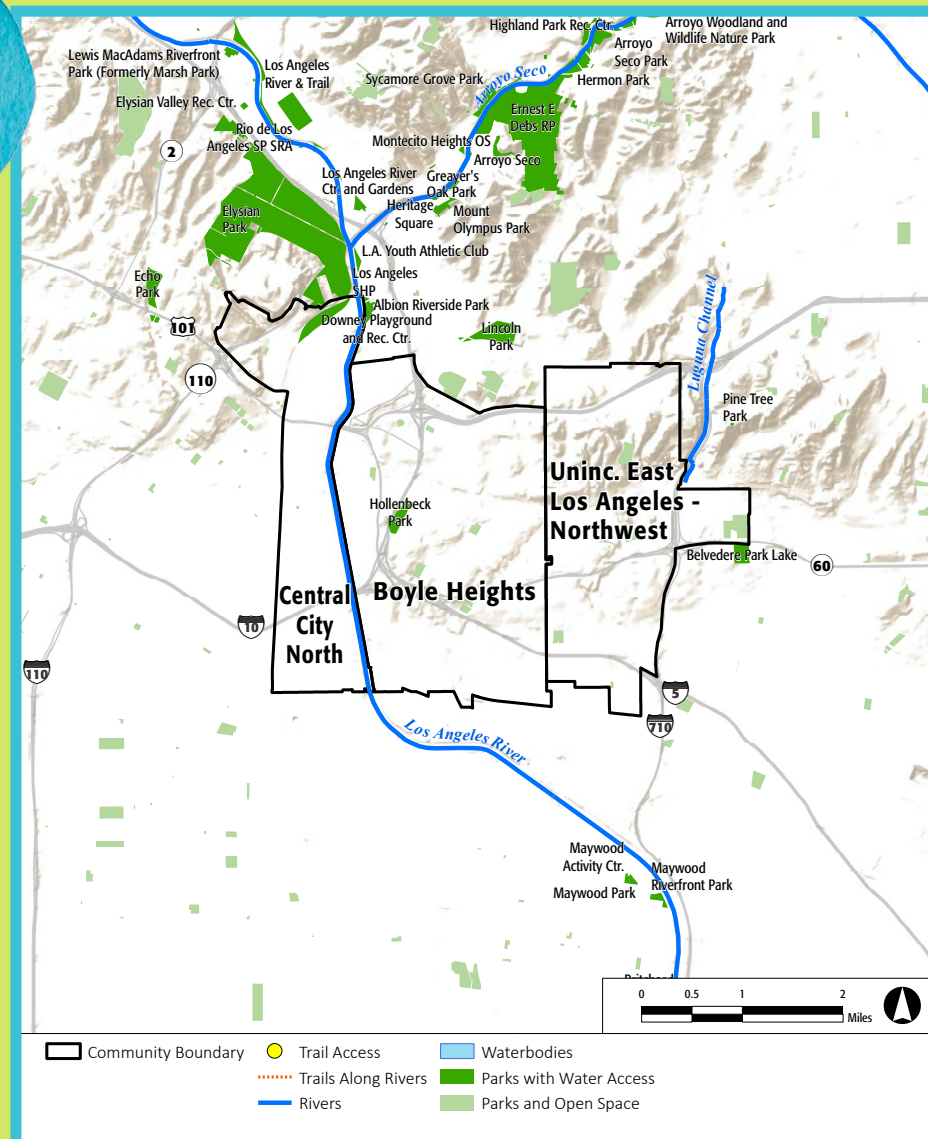 Highland Park Rec. Ctr.
Arroyo Woodland and
Wildlife Nature Park
Lewis MacAdams Riverfront
Park (Formerly Marsh Park)
Los Angeles
River & Trail
Arroyo
Seco Park
Sycamore Grove Park
Arroyo Seco
Hermon Park
Elysian Valley Rec. Ctr.
Ernest E
Debs RP
Rio de Los
Angeles SP SRA
2
Montecito Heights OS
Arroyo Seco
Los Angeles River
Ctr. and Gardens
Greayer's
Oak Park
Heritage
Square
Mount
Olympus Park
Elysian
Park
L.A. Youth Athletic Club
Los Angeles
SHP
Echo
Park
Albion Riverside Park
Downey Playground
and Rec. Ctr.
Lincoln
Park
101
110
Luguna Channel
Pine Tree
Park
Uninc. East
Los Angeles -
Northwest
Hollenbeck
Park
Belvedere Park Lake
60
Central
City
North
Boyle Heights
10
110
5
710
Los Angeles River
Maywood
Activity Ctr.
Maywood
Riverfront Park
Maywood Park
0 0.5 1 2
Miles
Community Boundary
Trail Access
Waterbodies
Trails Along Rivers
Parks with Water Access
Rivers
Parks and Open Space